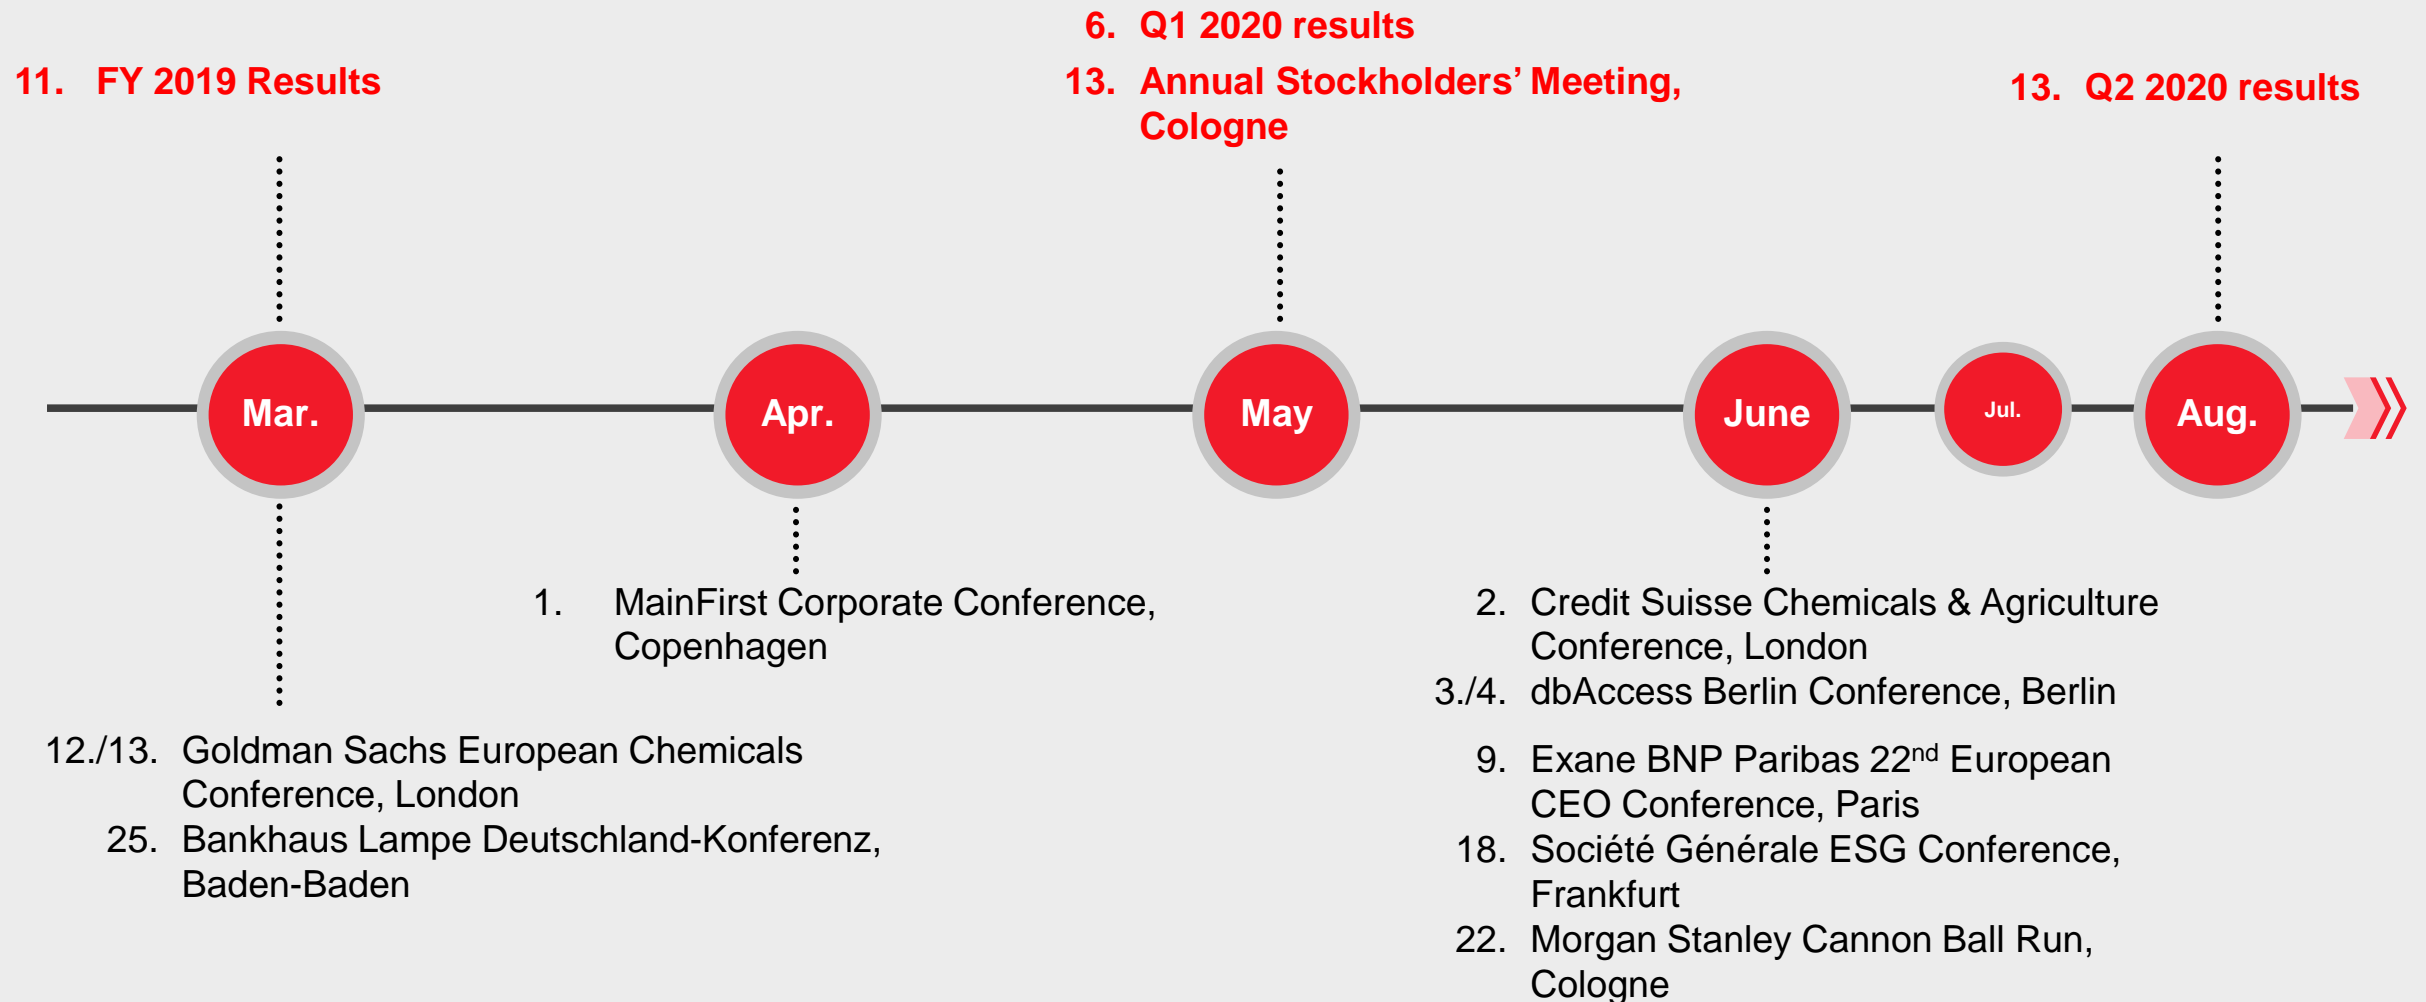 6. Q1 2020 results
11. FY 2019 Results
13. Annual Stockholders’ Meeting,
Cologne
13. Q2 2020 results
Mar.
Apr.
May
June
Jul.
Aug.
12./13. Goldman Sachs European Chemicals
Conference, London
25. Bankhaus Lampe Deutschland-Konferenz,
Baden-Baden
1. MainFirst Corporate Conference,
Copenhagen
2. Credit Suisse Chemicals & Agriculture
Conference, London
3./4. dbAccess Berlin Conference, Berlin
9. Exane BNP Paribas 22nd European
CEO Conference, Paris
18. Société Générale ESG Conference,
Frankfurt
22. Morgan Stanley Cannon Ball Run,
Cologne